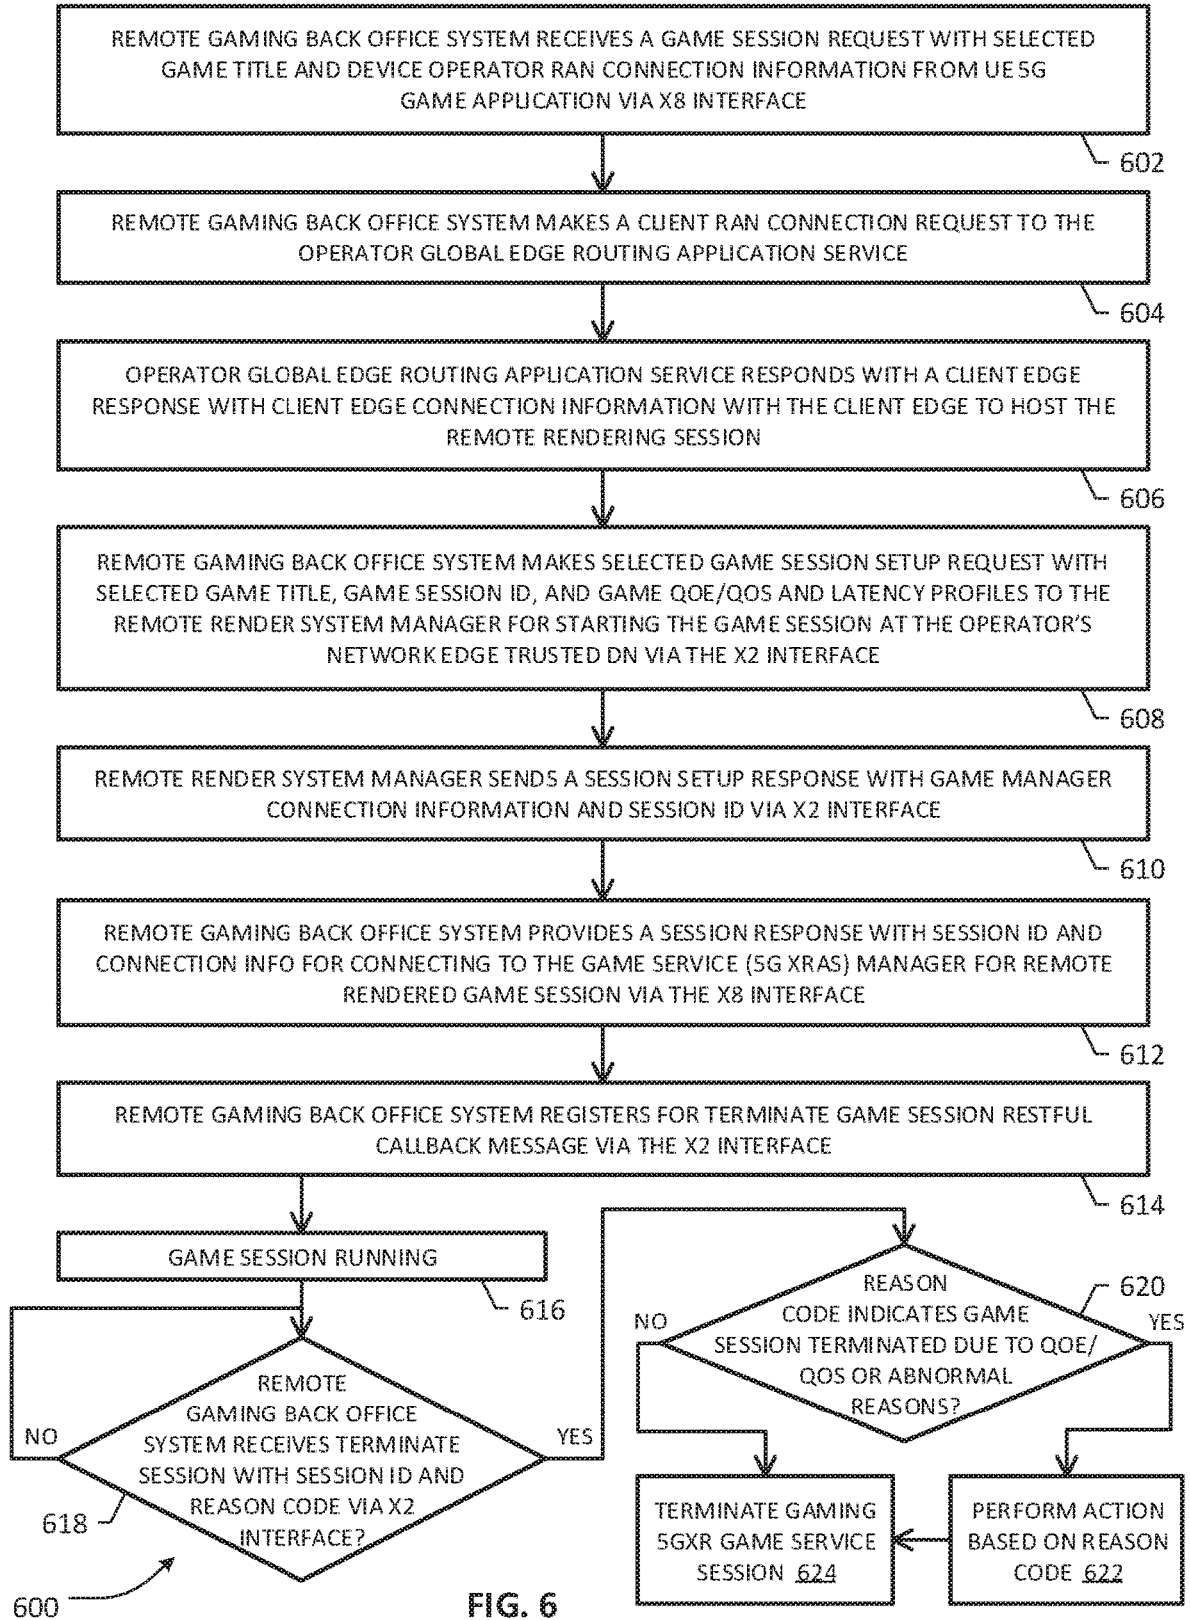 REMOTE GAMING BACK OFFICE SYSTEM RECEIVES A GAME SESSION REQUEST WITH SELECTED
GAME TITLE AND DEVICE OPERATOR RAN CONNECTION INFORMATION FROM UE 5G
GAME APPLICATION VIA X8 INTERFACE
602
REMOTE GAMING BACK OFFICE SYSTEM MAKES A CLIENT RAN CONNECTION REQUEST TO THE
OPERATOR GLOBAL EDGE ROUTING APPLICATION SERVICE
604
OPERATOR GLOBAL EDGE ROUTING APPLICATION SERVICE RESPONDS WITH A CLIENT EDGE
RESPONSE WITH CLIENT EDGE CONNECTION INFORMATION WITH THE CLIENT EDGE TO HOST THE
REMOTE RENDERING SESSION
606
REMOTE GAMING BACK OFFICE SYSTEM MAKES SELECTED GAME SESSION SETUP REQUEST WITH
SELECTED GAME TITLE, GAME SESSION ID, AND GAME QOE/QOS AND LATENCY PROFILES TO THE
REMOTE RENDER SYSTEM MANAGER FOR STARTING THE GAME SESSION AT THE OPERATOR'S
NETWORK EDGE TRUSTED DN VIA THE X2 INTERFACE
608
REMOTE RENDER SYSTEM MANAGER SENDS A SESSION SETUP RESPONSE WITH GAME MANAGER
CONNECTION INFORMATION AND SESSION ID VIA X2 INTERFACE
610
REMOTE GAMING BACK OFFICE SYSTEM PROVIDES A SESSION RESPONSE WITH SESSION ID AND
CONNECTION INFO FOR CONNECTING TO THE GAME SERVICE (5G XRAS) MANAGER FOR REMOTE
RENDERED GAME SESSION VIA THE X8 INTERFACE
612
REMOTE GAMING BACK OFFICE SYSTEM REGISTERS FOR TERMINATE GAME SESSION RESTFUL
CALLBACK MESSAGE VIA THE X2 INTERFACE
614
GAME SESSION RUNNING
616
REMOTE
GAMING BACK OFFICE
SYSTEM RECEIVES TERMINATE
SESSION WITH SESSION ID AND
REASON CODE VIA X2
INTERFACE?
NO
YES
618
REASON
CODE INDICATES GAME
SESSION TERMINATED DUE TO QOE/
QOS OR ABNORMAL
REASONS?
620
NO
YES
TERMINATE GAMING
5GXR GAME SERVICE
SESSION 624
PERFORM ACTION
BASED ON REASON
CODE 622
600
FIG. 6